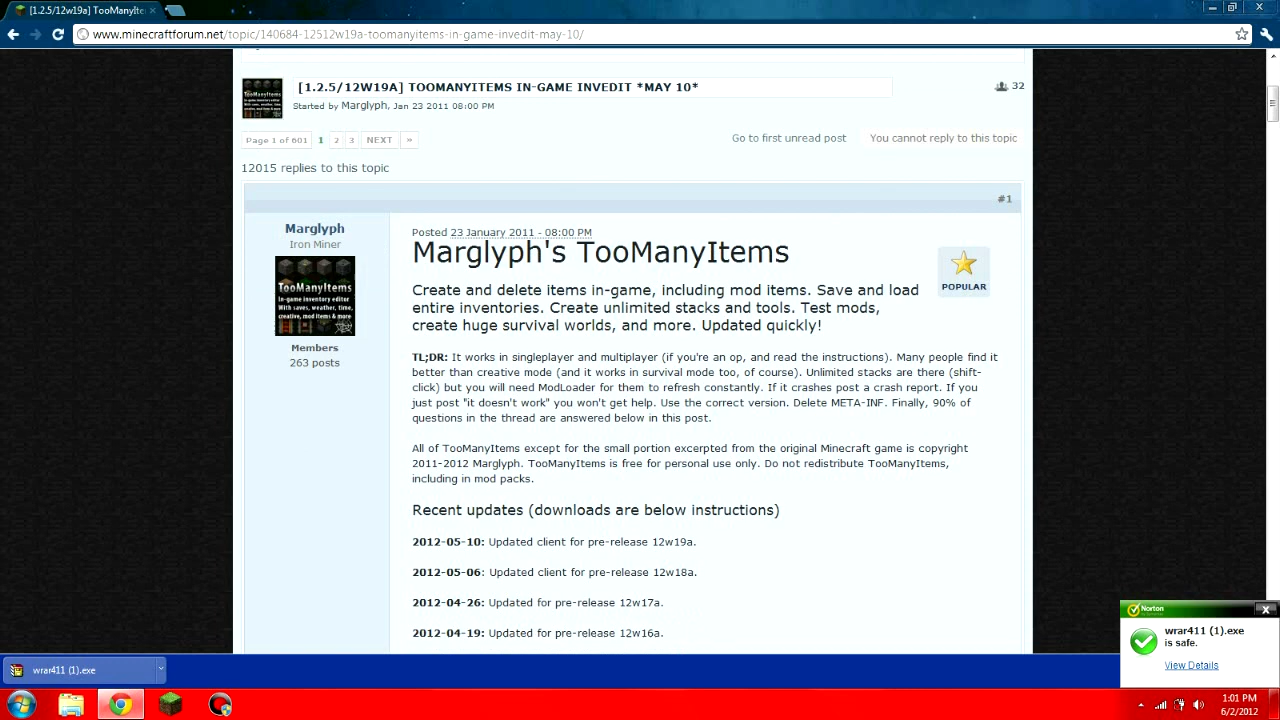 [1.2.5/12w19a] TooManyIte
www.minecraftforum.net/topic/140684-12512w19a-toomanyitems-in-game-invedit-may-10/
[1.2.5/12W19A] TOOMANYITEMS IN-GAME INVEDIT *MAY 10*
32
Started by Marglyph, Jan 23 2011 08:00 PM
Page 1 of 601 1 2 3 NEXT »
Go to first unread post
You cannot reply to this topic
12015 replies to this topic
#1
Marglyph
Iron Miner
TooManyItems
In-game inventory editor
With saves, weather, time,
creative, mod items & more
Members
263 posts
Posted 23 January 2011 - 08:00 PM
Marglyph's TooManyItems
POPULAR
Create and delete items in-game, including mod items. Save and load
entire inventories. Create unlimited stacks and tools. Test mods,
create huge survival worlds, and more. Updated quickly!
TL;DR: It works in singleplayer and multiplayer (if you're an op, and read the instructions). Many people find it
better than creative mode (and it works in survival mode too, of course). Unlimited stacks are there (shift-
click) but you will need ModLoader for them to refresh constantly. If it crashes post a crash report. If you
just post "it doesn't work" you won't get help. Use the correct version. Delete META-INF. Finally, 90% of
questions in the thread are answered below in this post.
All of TooManyItems except for the small portion excerpted from the original Minecraft game is copyright
2011-2012 Marglyph. TooManyItems is free for personal use only. Do not redistribute TooManyItems,
including in mod packs.
Recent updates (downloads are below instructions)
2012-05-10: Updated client for pre-release 12w19a.
2012-05-06: Updated client for pre-release 12w18a.
2012-04-26: Updated for pre-release 12w17a.
2012-04-19: Updated for pre-release 12w16a.
Norton
wrar411 (1).exe
is safe.
View Details
wrar411 (1).exe
1:01 PM
6/2/2012